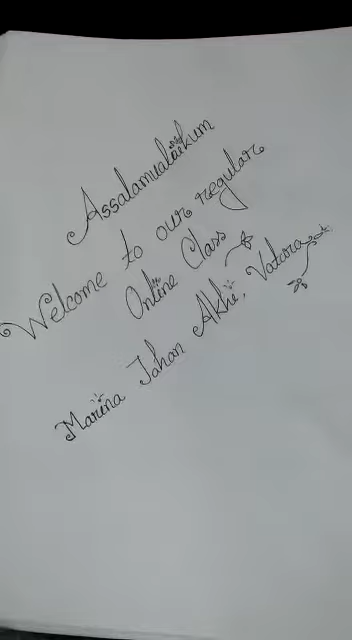 Assalamualaikum
Welcome to our regular
Online Class
Marina Jahan Akhi, Vatara